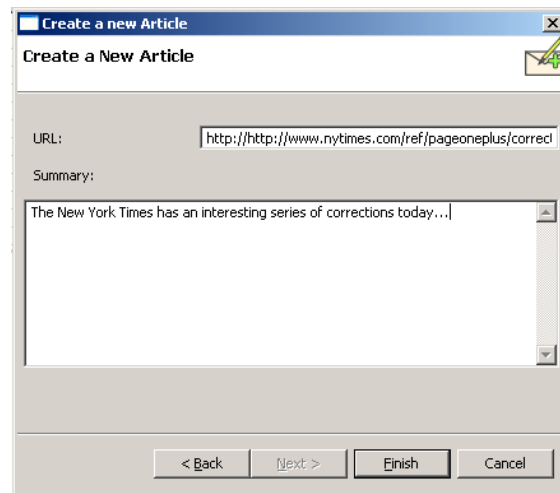 Create a new Article
Create a New Article
URL: http://http://www.nytimes.com/ref/pageoneplus/correct
Summary:
The New York Times has an interesting series of corrections today...
< Back Next > Finish Cancel